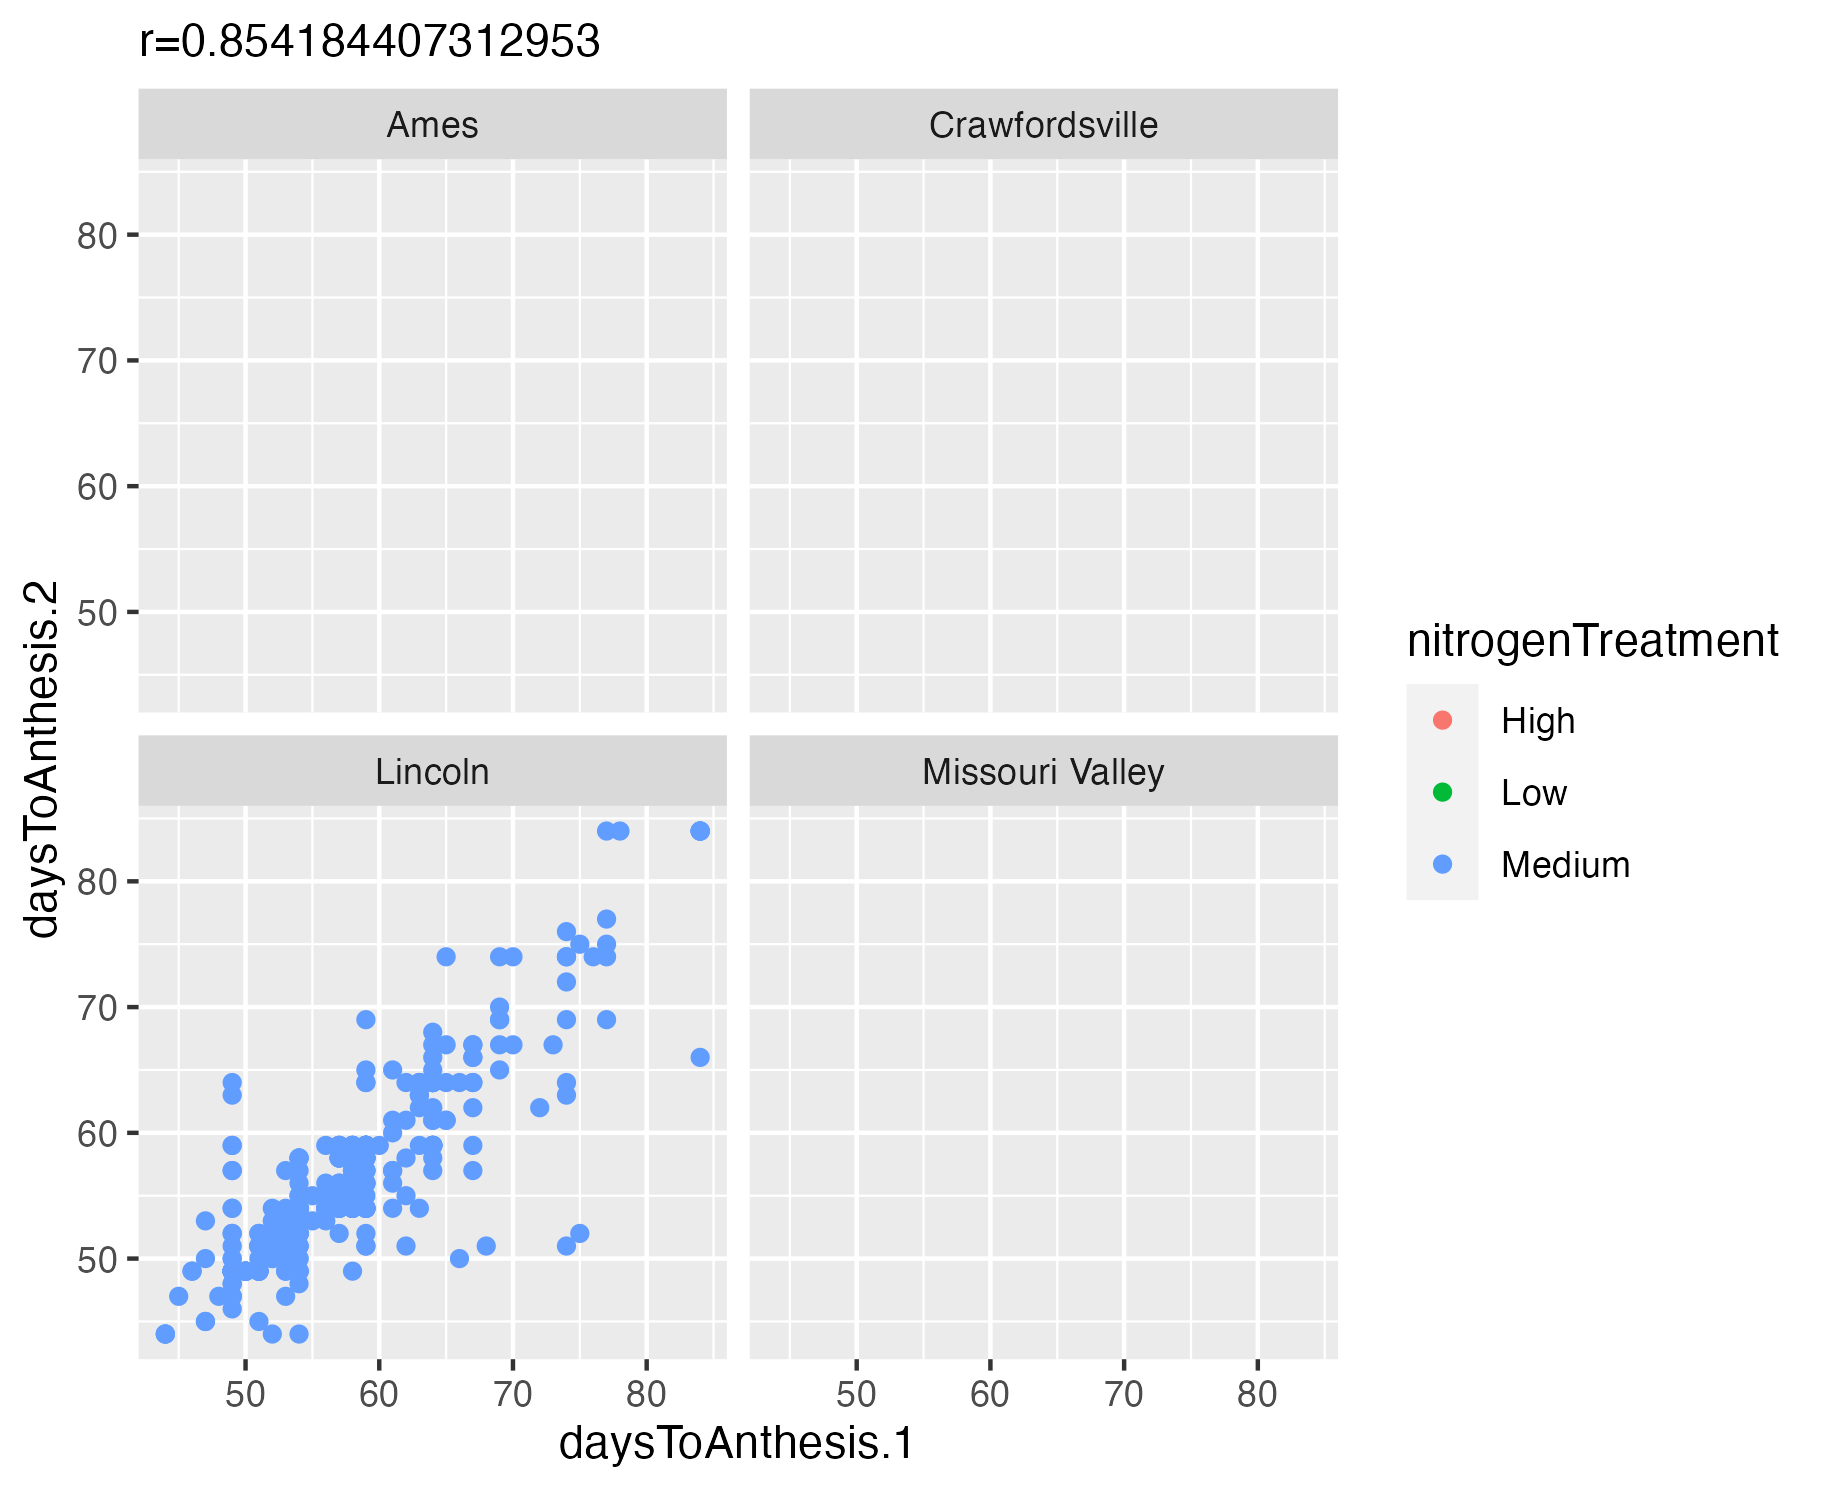 r=0.854184407312953
Ames
Crawfordsville
80
70
60
50
Lincoln
Missouri Valley
80
70
60
50
50 60 70 80
50 60 70 80
daysToAnthesis.1
daysToAnthesis.2
nitrogenTreatment
High
Low
Medium